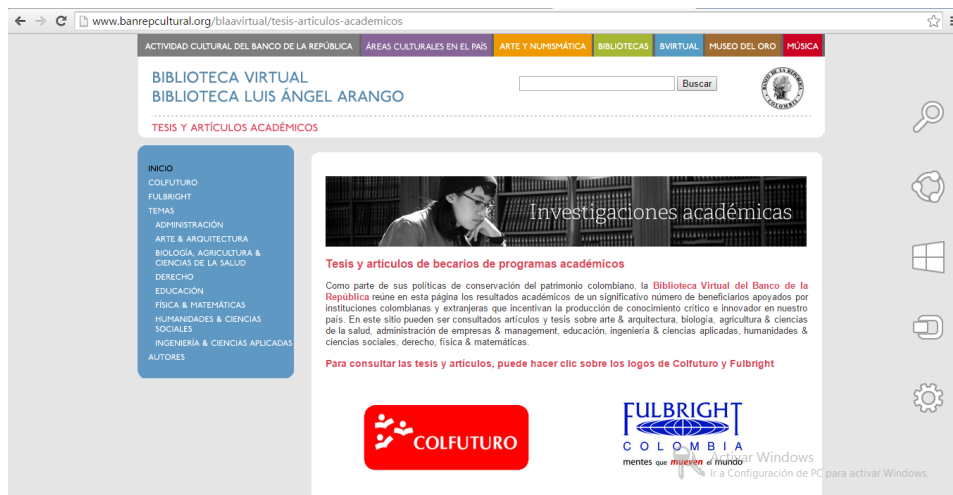 www.banrepcultural.org/blaavirtual/tesis-articulos-academicos
ACTIVIDAD CULTURAL DEL BANCO DE LA REPÚBLICA ÁREAS CULTURALES EN EL PAÍS ARTE Y NUMISMÁTICA BIBLIOTECAS BVIRTUAL MUSEO DEL ORO MÚSICA
BIBLIOTECA VIRTUAL
BIBLIOTECA LUIS ÁNGEL ARANGO
Buscar
TESIS Y ARTÍCULOS ACADÉMICOS
INICIO
COLFUTURO
FULBRIGHT
TEMAS
ADMINISTRACIÓN
ARTE & ARQUITECTURA
BIOLOGÍA, AGRICULTURA &
CIENCIAS DE LA SALUD
DERECHO
EDUCACIÓN
FÍSICA & MATEMÁTICAS
HUMANIDADES & CIENCIAS
SOCIALES
INGENIERÍA & CIENCIAS APLICADAS
AUTORES
Investigaciones académicas
Tesis y artículos de becarios de programas académicos
Como parte de sus políticas de conservación del patrimonio colombiano, la Biblioteca Virtual del Banco de la
República reúne en esta página los resultados académicos de un significativo número de beneficiarios apoyados por
instituciones colombianas y extranjeras que incentivan la producción de conocimiento crítico e innovador en nuestro
país. En este sitio pueden ser consultados artículos y tesis sobre arte & arquitectura, biología, agricultura & ciencias
de la salud, administración de empresas & management, educación, ingeniería & ciencias aplicadas, humanidades &
ciencias sociales, derecho, física & matemáticas.
Para consultar las tesis y artículos, puede hacer clic sobre los logos de Colfuturo y Fulbright
COLFUTURO
FULBRIGHT
COLOMBIA
mentes que mueven el mundo
Activar Windows
Ir a Configuración de PC para activar Windows.